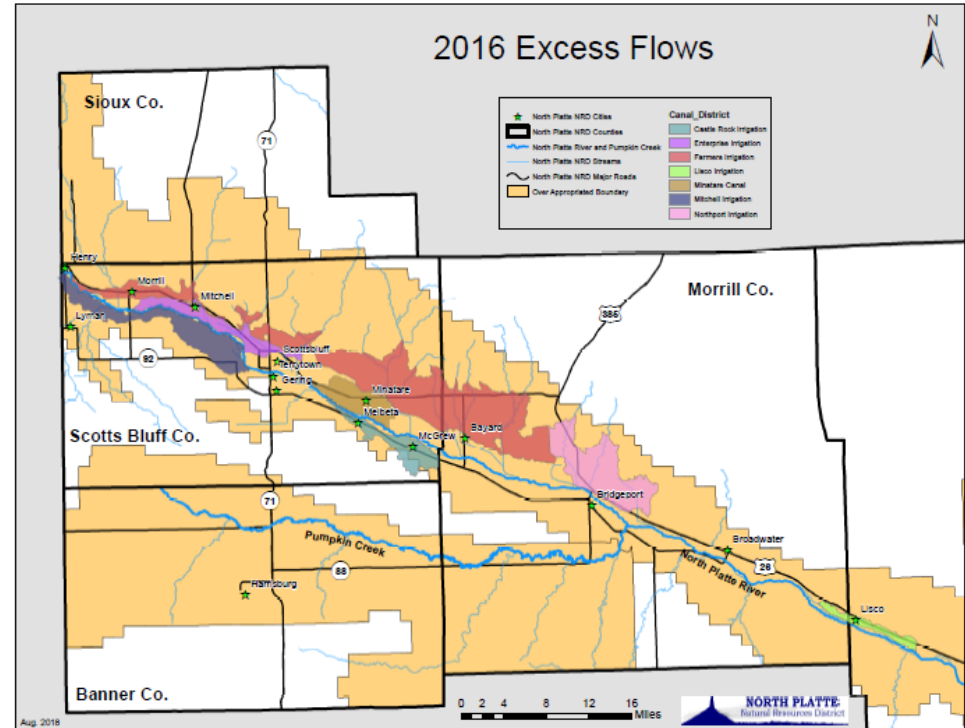 N
2016 Excess Flows
Sioux Co.
71
North Platte NRD Cities
North Platte NRD Counties
North Platte River and Pumpkin Creek
North Platte NRD Streams
North Platte NRD Major Roads
Over Appropriated Boundary
Canal_District
Castle Rock Irrigation
Enterprise Irrigation
Farmers Irrigation
Lisco Irrigation
Minatare Canal
Mitchell Irrigation
Northport Irrigation
Henry
Morrill
Mitchell
Morrill Co.
385
Lyman
92
Scottsbluff
Terrytown
Gering
Minatare
Melbeta
Scotts Bluff Co.
McGrew
Bayard
71
Bridgeport
Pumpkin Creek
Broadwater
88
26
North Platte River
Harrisburg
Lisco
Banner Co.
0 2 4 8 12 16
Miles
NORTH PLATTE
Natural Resources District
Aug. 2016